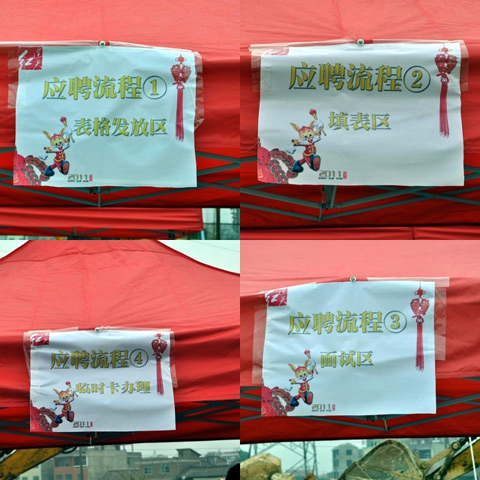 应聘流程①
表格发放区
应聘流程②
填表区
应聘流程④
临时卡办理
应聘流程③
面试区